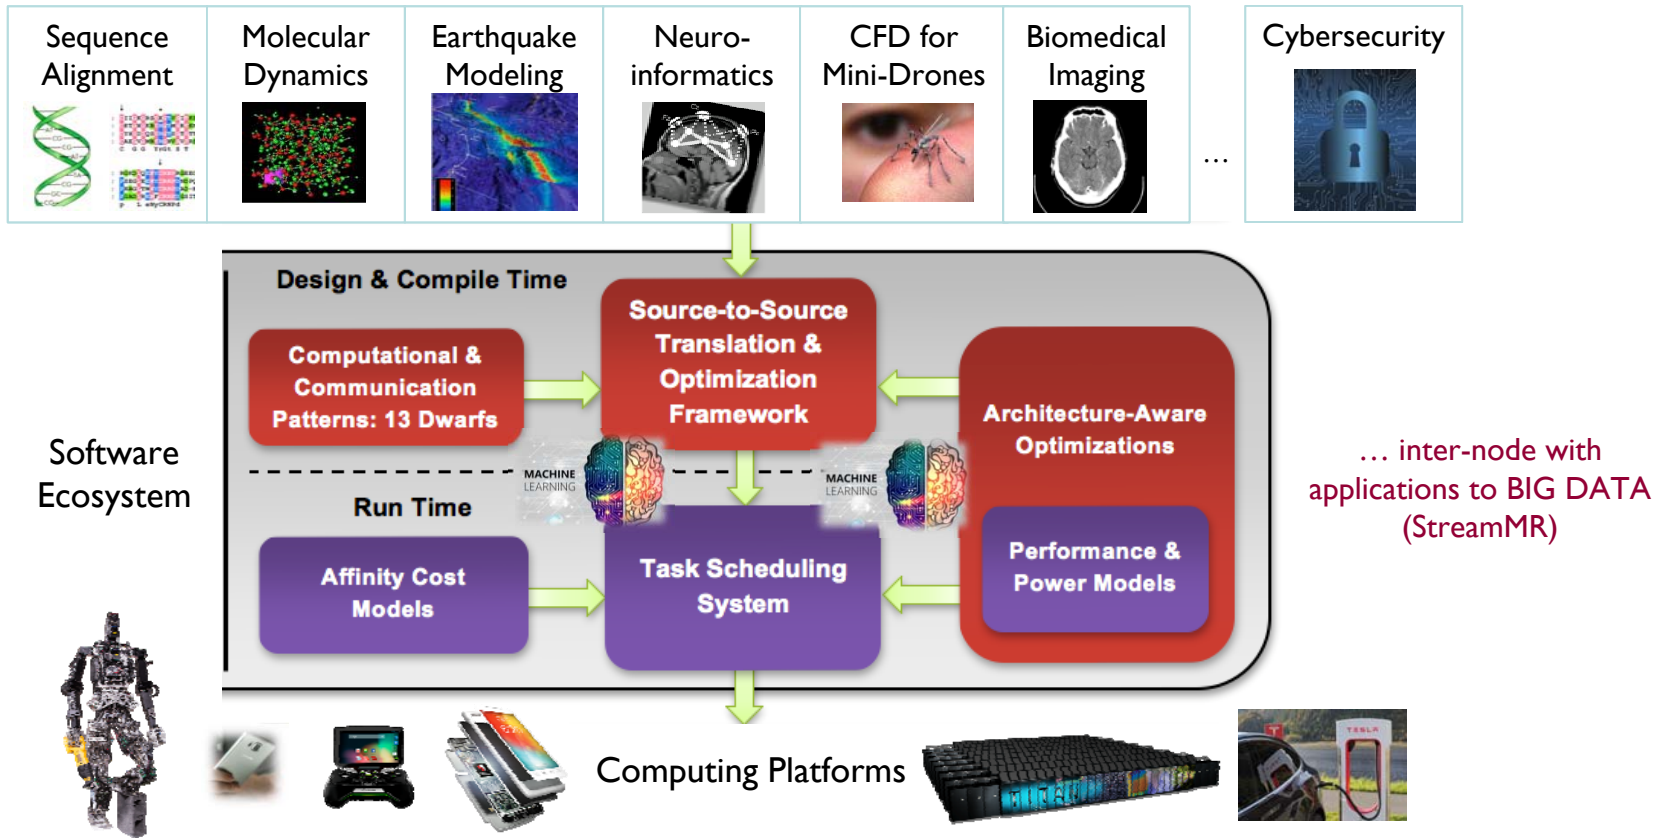 Sequence
Alignment
Molecular
Dynamics
Earthquake
Modeling
Neuro-
informatics
CFD for
Mini-Drones
Biomedical
Imaging
...
Cybersecurity
Design & Compile Time
Source-to-Source
Translation &
Optimization
Framework
Computational &
Communication
Patterns: 13 Dwarfs
Architecture-Aware
Optimizations
Software
Ecosystem
MACHINE
LEARNING
MACHINE
LEARNING
... inter-node with
applications to BIG DATA
(StreamMR)
Run Time
Affinity Cost
Models
Task Scheduling
System
Performance &
Power Models
Computing Platforms
TITAN
T
TESLA